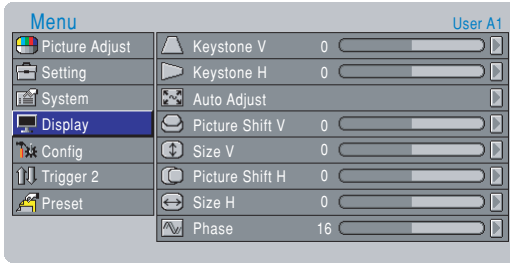 Menu
User A1
Picture Adjust
Setting
System
Display
Config
Trigger 2
Preset
Keystone V 0
Keystone H 0
Auto Adjust
Picture Shift V 0
Size V 0
Picture Shift H 0
Size H 0
Phase 16